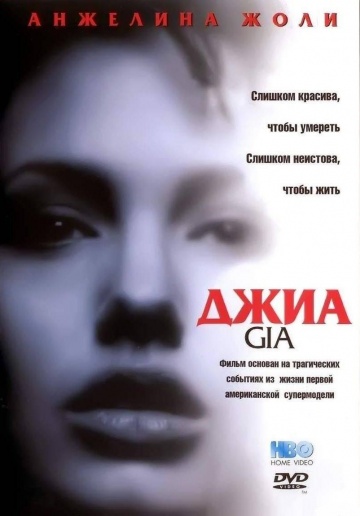 АНЖЕЛИНА ЖОЛИ
Слишком красива,
чтобы умереть
Слишком неистова,
чтобы жить
ДЖИА
GIA
Фильм основан на трагических
событиях из жизни первой
американской супермодели
HBO
HOME VIDEO
DVD
VIDEO